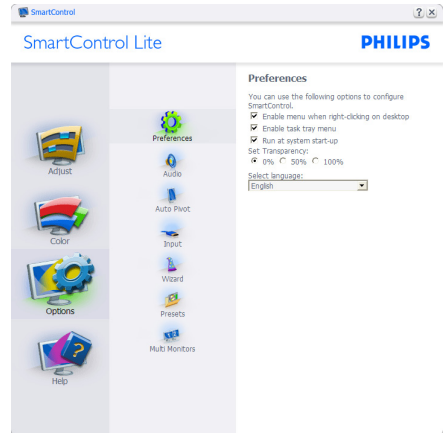 SmartControl
SmartControl Lite
PHILIPS
Adjust
Color
Options
Help
Preferences
Audio
Auto Pivot
Input
Wizard
Presets
Multi Monitors
Preferences
You can use the following options to configure
SmartControl.
Enable menu when right-clicking on desktop
Enable task tray menu
Run at system start-up
Set Transparency:
0% 50% 100%
Select language:
English